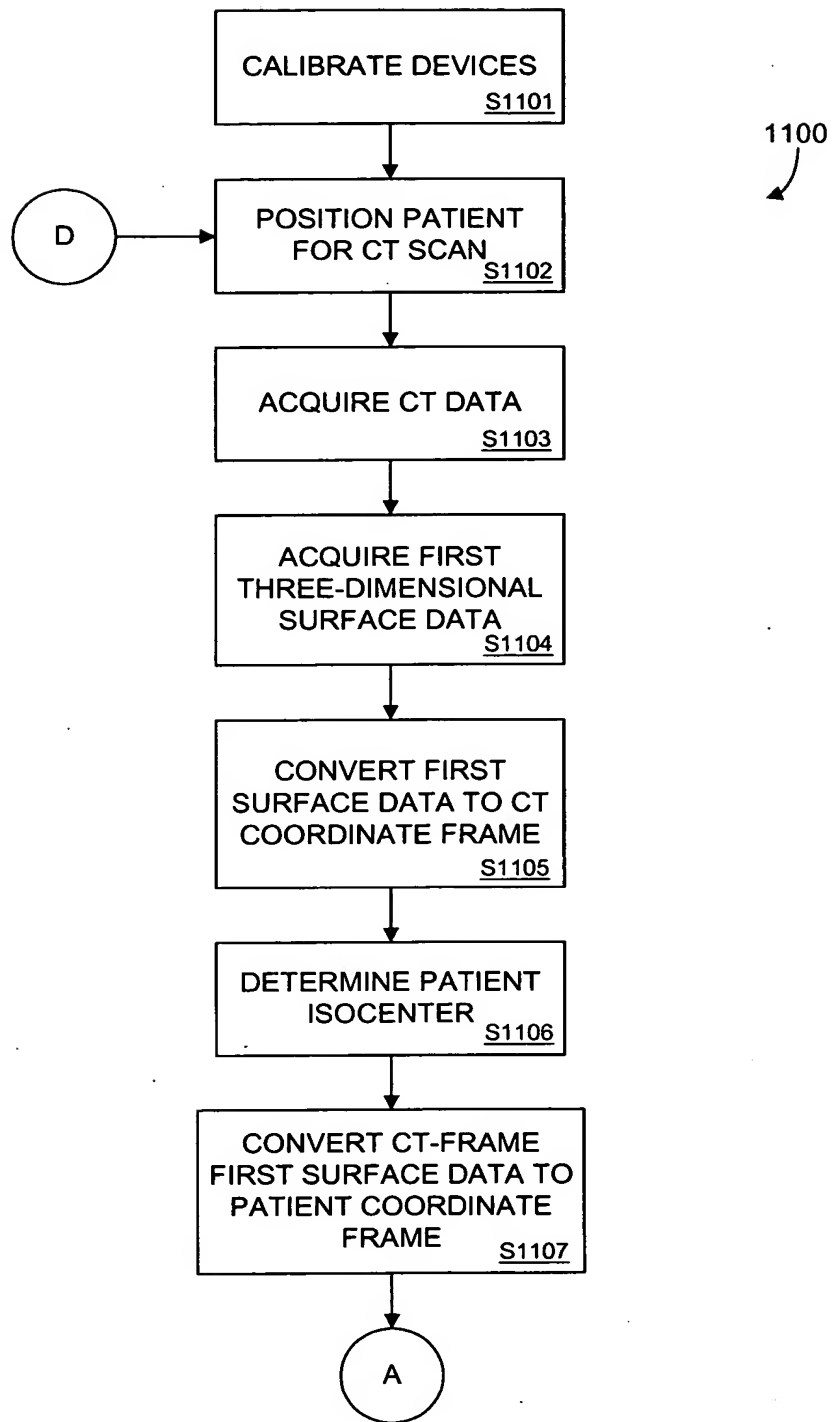 CALIBRATE DEVICES
S1101
1100
D
POSITION PATIENT
FOR CT SCAN
S1102
ACQUIRE CT DATA
S1103
ACQUIRE FIRST
THREE-DIMENSIONAL
SURFACE DATA
S1104
CONVERT FIRST
SURFACE DATA TO CT
COORDINATE FRAME
S1105
DETERMINE PATIENT
ISOCENTER
S1106
CONVERT CT-FRAME
FIRST SURFACE DATA TO
PATIENT COORDINATE
FRAME
S1107
A